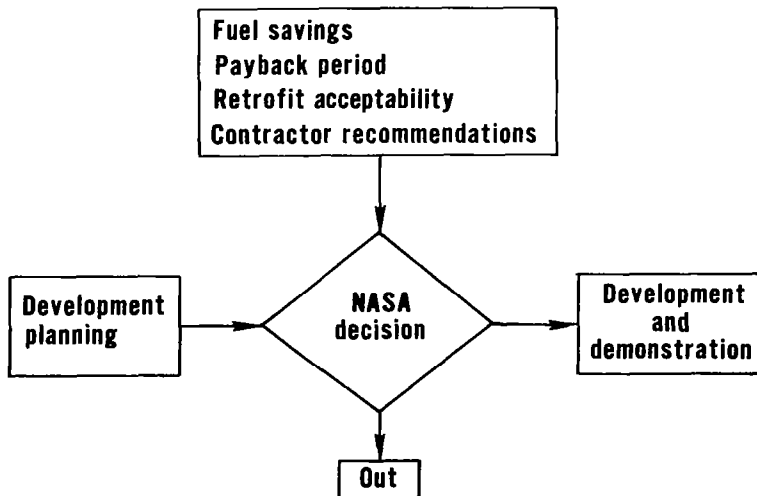 Fuel savings
Payback period
Retrofit acceptability
Contractor recommendations
Development
planning
NASA
decision
Development
and
demonstration
Out